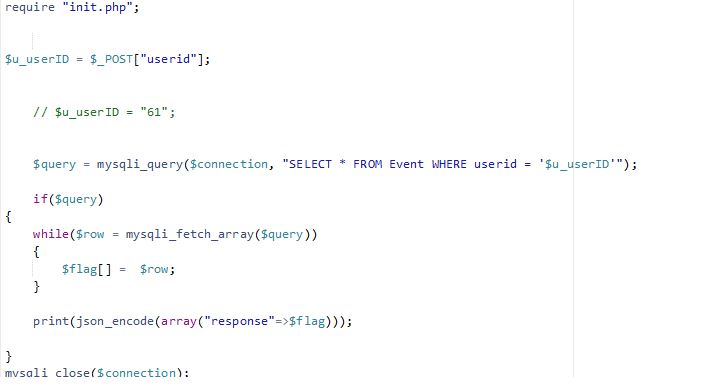 require "init.php";
$u_userID = $_POST["userid"];
// $u_userID = "61";
$query = mysqli_query($connection, "SELECT * FROM Event WHERE userid = '$u_userID'");
if($query)
{
while($row = mysqli_fetch_array($query))
{
$flag[] = $row;
}
print(json_encode(array("response"=>$flag)));
}
mysqli_close($connection);